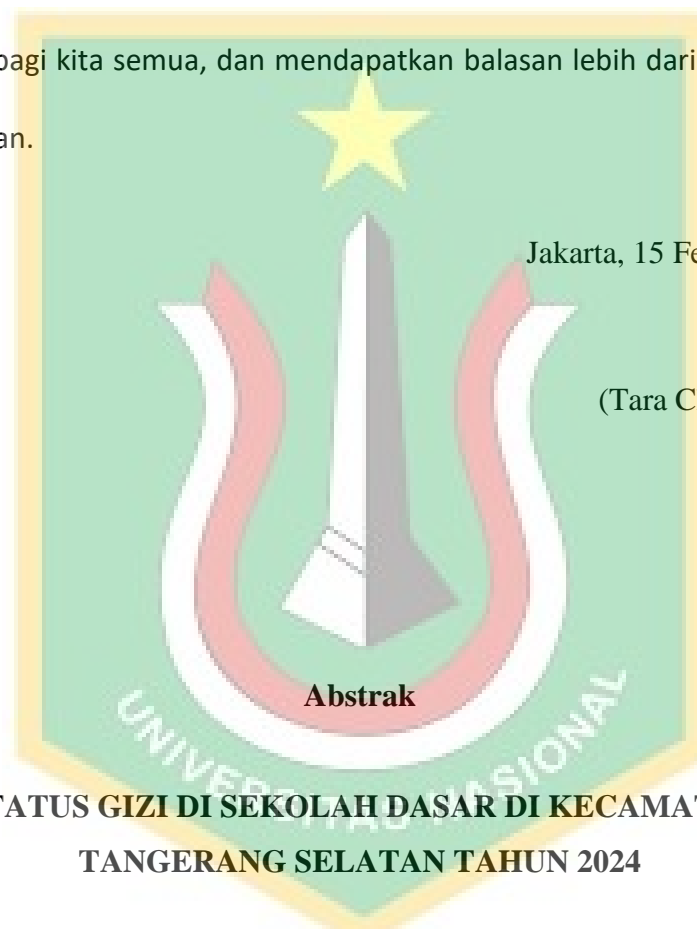 bagi kita semua, dan mendapatkan balasan lebih dari
an.
Jakarta, 15 Fe
(Tara C
Abstrak
UNIVERSITAS NASIONAL
TATUS GIZI DI SEKOLAH DASAR DI KECAMAT
TANGERANG SELATAN TAHUN 2024